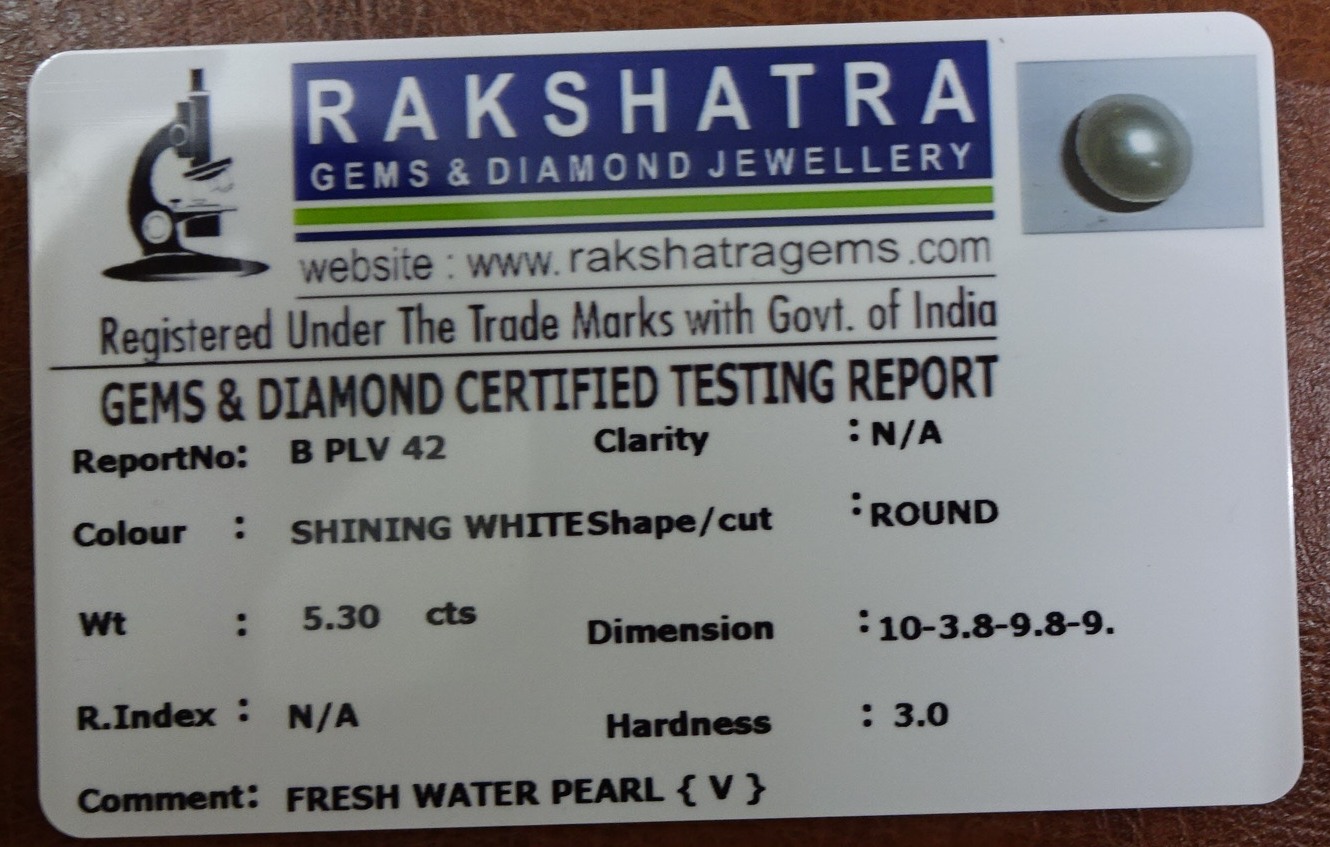 RAKSHATRA
GEMS & DIAMOND JEWELLERY
website : www.rakshatragems.com
Registered Under The Trade Marks with Govt. of India
GEMS & DIAMOND CERTIFIED TESTING REPORT
ReportNo: B PLV 42 Clarity : N/A
Colour : SHINING WHITE Shape/cut : ROUND
Wt : 5.30 cts Dimension : 10-3.8-9.8-9.
R.Index : N/A Hardness : 3.0
Comment: FRESH WATER PEARL { V }